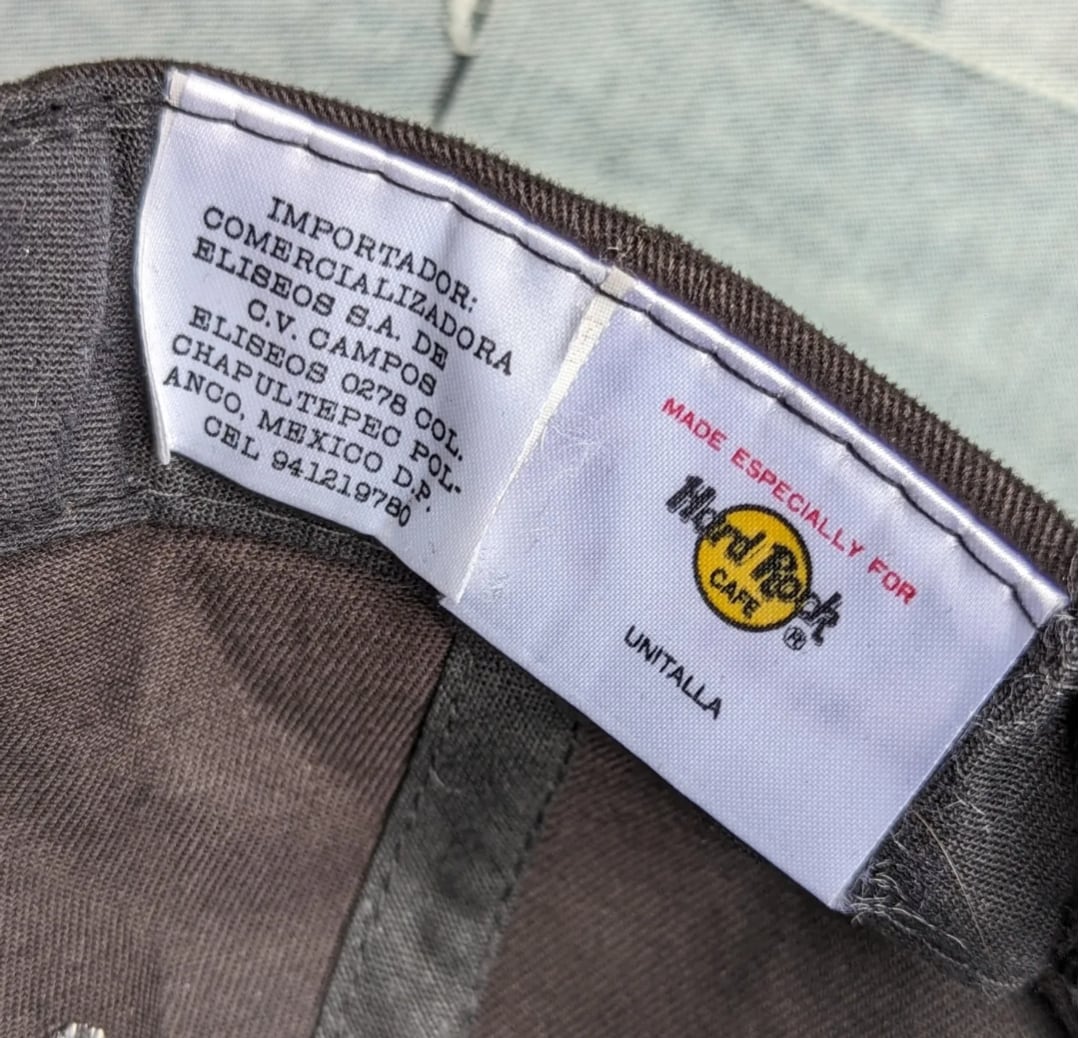 IMPORTADOR:
COMERCIALIZADORA
ELISEOS S.A. DE
C.V. CAMPOS
ELISEOS 0278 COL.
CHAPULTEPEC POL-
ANCO, MEXICO D.F.
CEL 941219780
MADE ESPECIALLY FOR
Hard Rock
CAFE
®
UNITALLA